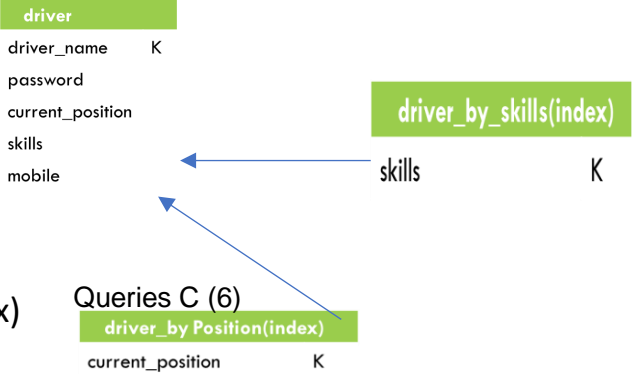 driver
driver_name K
password
current_position
skills
mobile
driver_by_skills(index)
skills K
x)
Queries C (6)
driver_by Position(index)
current_position K